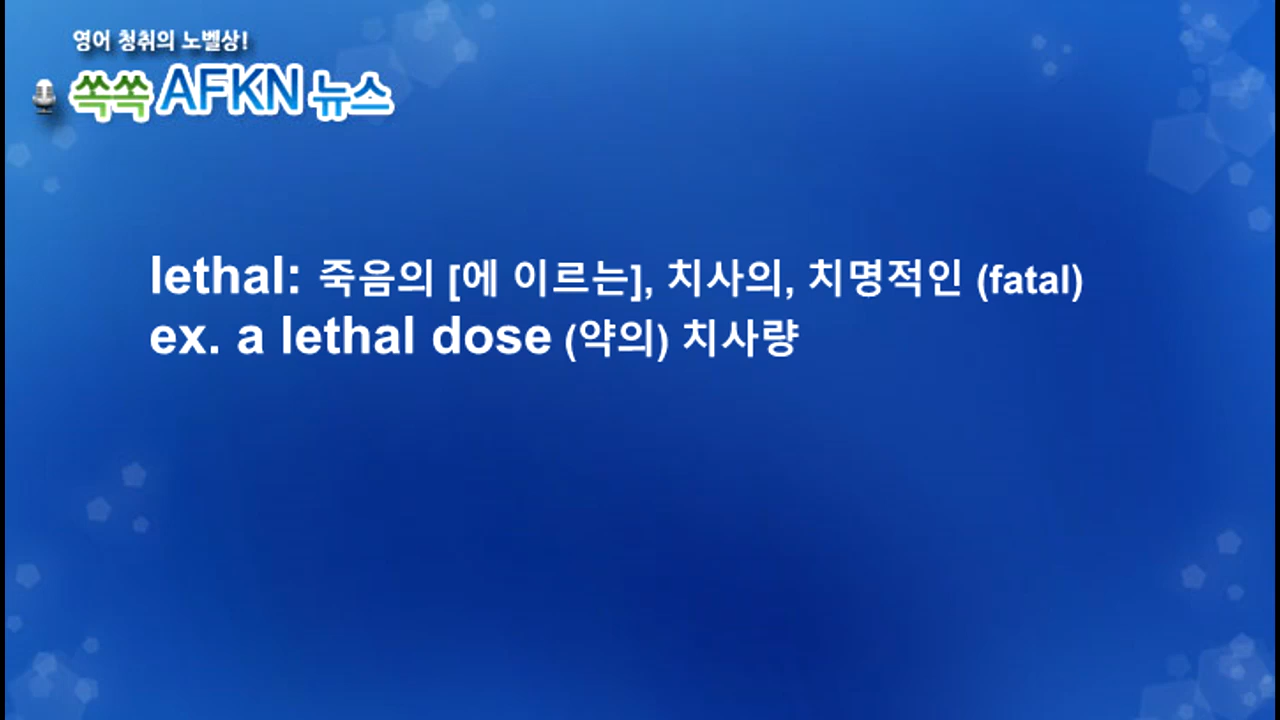 영어 청취의 노벨상!
쏙쏙 AFKN 뉴스
lethal: 죽음의 [에 이르는], 치사의, 치명적인 (fatal)
ex. a lethal dose (약의) 치사량